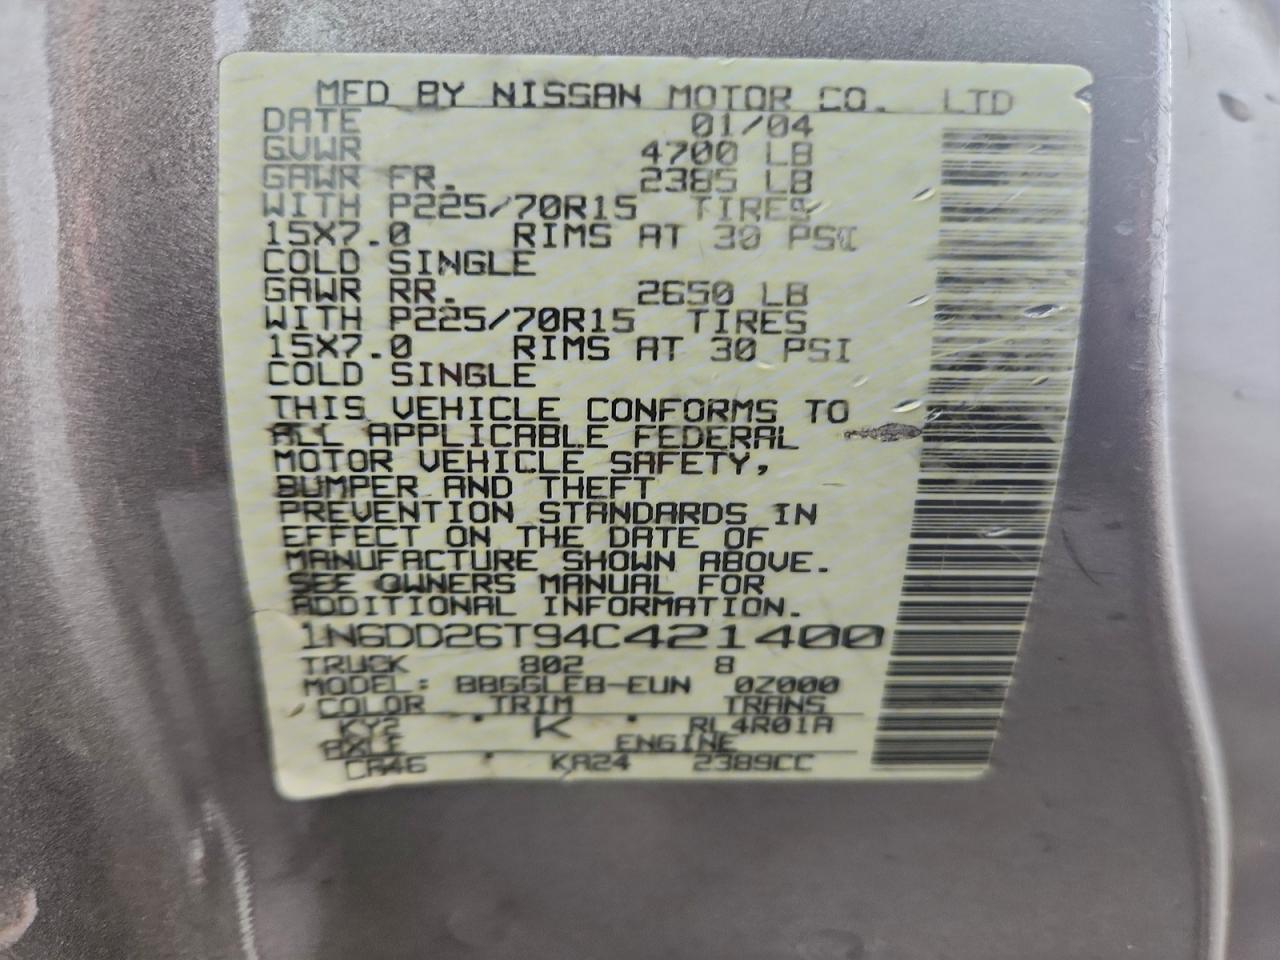 MFD BY NISSAN MOTOR CO. LTD
DATE 01/04
GVWR 4700 LB
GAWR FR. 2385 LB
WITH P225/70R15 TIRES
15X7.0 RIMS AT 30 PSI
COLD SINGLE
GAWR RR. 2650 LB
WITH P225/70R15 TIRES
15X7.0 RIMS AT 30 PSI
COLD SINGLE
THIS VEHICLE CONFORMS TO
ALL APPLICABLE FEDERAL
MOTOR VEHICLE SAFETY,
BUMPER AND THEFT
PREVENTION STANDARDS IN
EFFECT ON THE DATE OF
MANUFACTURE SHOWN ABOVE.
SEE OWNERS MANUAL FOR
ADDITIONAL INFORMATION.
1N6DD26T94C421400
TRUCK 802 8
MODEL: BBGGLEB-EUN 0Z000
COLOR TRIM TRANS
KY2 K RL4R01A
AXLE ENGINE
CA46 KA24 2389CC